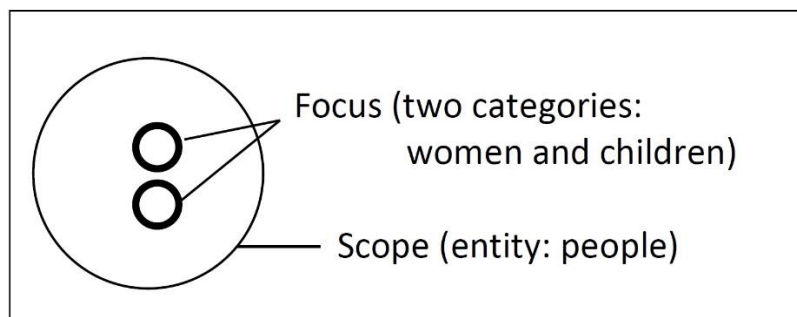 Focus (two categories:
women and children)
Scope (entity: people)